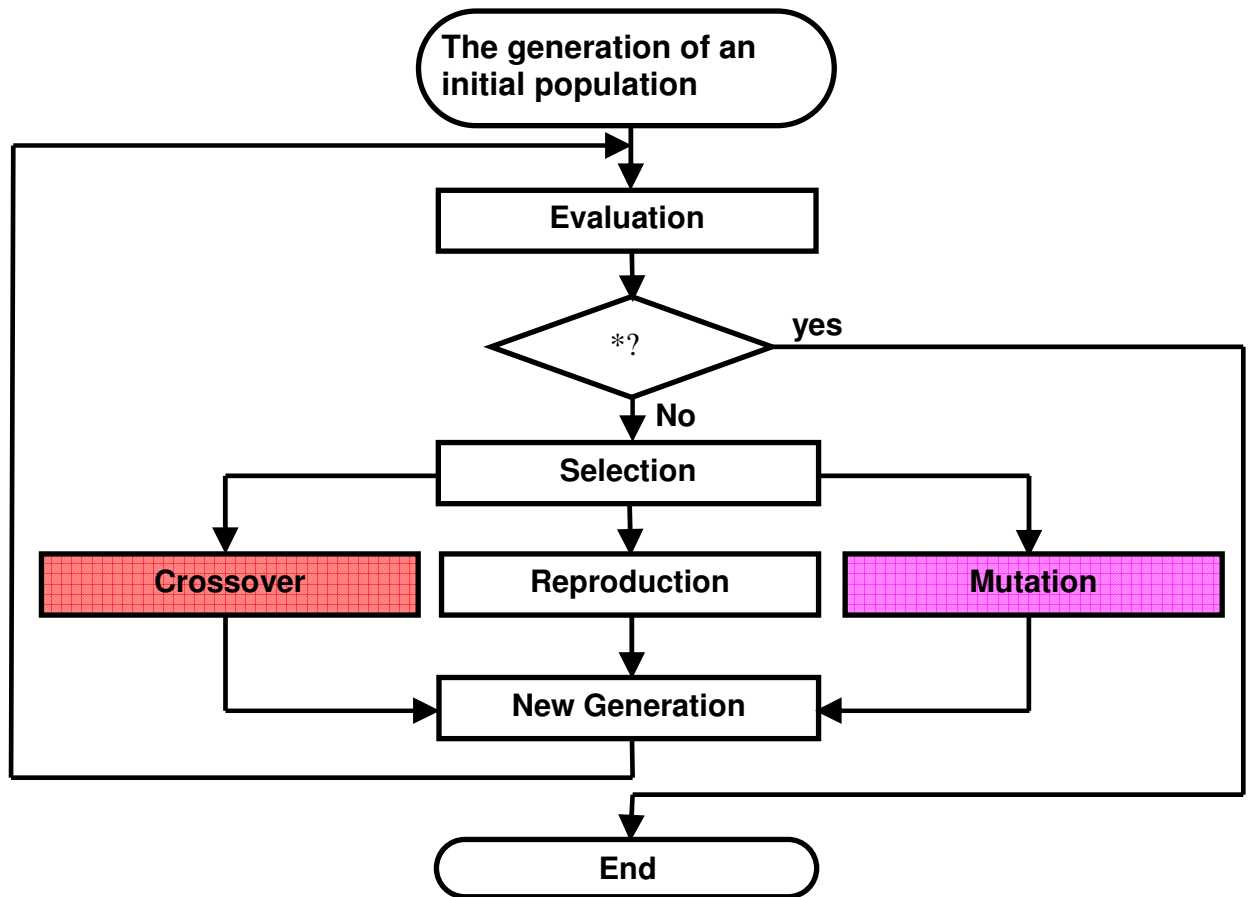 The generation of an
initial population
Evaluation
*?
yes
No
Selection
Crossover
Reproduction
Mutation
New Generation
End